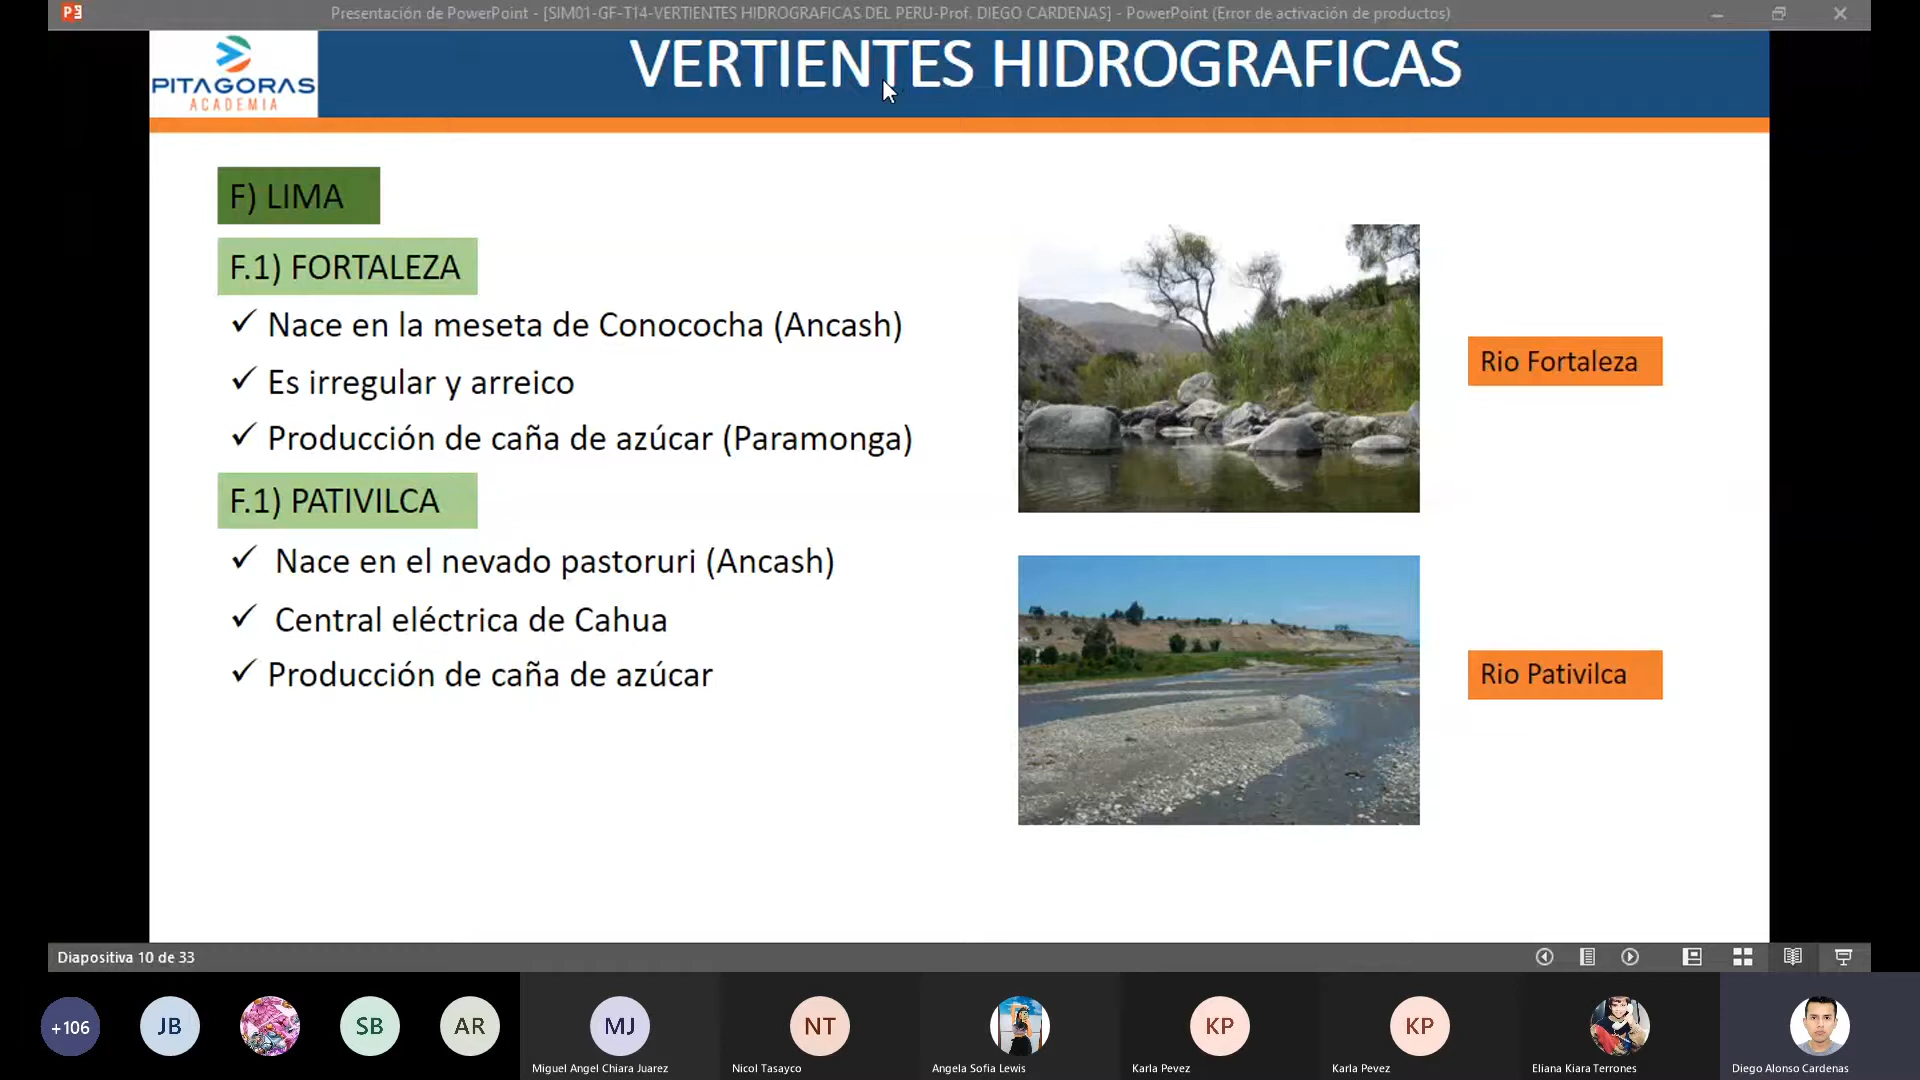 Presentación de PowerPoint - [SIM01-GF-T14-VERTIENTES HIDROGRAFICAS DEL PERU-Prof. DIEGO CARDENAS] - PowerPoint (Error de activación de productos)
PITAGORAS
ACADEMIA
VERTIENTES HIDROGRAFICAS
F) LIMA
F.1) FORTALEZA
✓ Nace en la meseta de Conococha (Ancash)
✓ Es irregular y arreico
✓ Producción de caña de azúcar (Paramonga)
Rio Fortaleza
F.1) PATIVILCA
✓ Nace en el nevado pastoruri (Ancash)
✓ Central eléctrica de Cahua
✓ Producción de caña de azúcar
Rio Pativilca
Diapositiva 10 de 33
+106
JB
SB
AR
MJ
NT
KP
KP
Miguel Angel Chiara Juarez
Nicol Tasayco
Angela Sofia Lewis
Karla Pevez
Karla Pevez
Eliana Kiara Terrones
Diego Alonso Cardenas